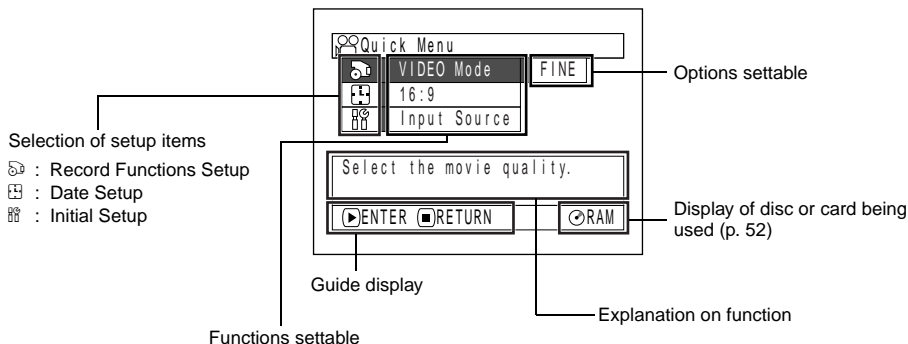 Quick Menu
VIDEO Mode FINE
16:9
Input Source
Select the movie quality.
ENTER RETURN RAM
Options settable
Selection of setup items
: Record Functions Setup
: Date Setup
: Initial Setup
Display of disc or card being
used (p. 52)
Guide display
Explanation on function
Functions settable